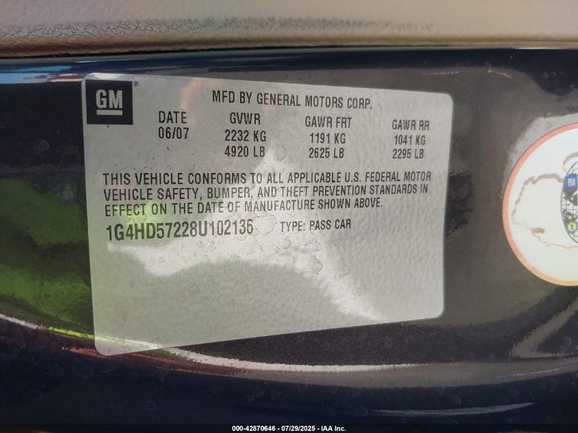 GM
MFD BY GENERAL MOTORS CORP.
DATE GVWR GAWR FRT GAWR RR
06/07 2232 KG 1191 KG 1041 KG
4920 LB 2625 LB 2295 LB
THIS VEHICLE CONFORMS TO ALL APPLICABLE U.S. FEDERAL MOTOR
VEHICLE SAFETY, BUMPER, AND THEFT PREVENTION STANDARDS IN
EFFECT ON THE DATE OF MANUFACTURE SHOWN ABOVE.
1G4HD57228U102136 TYPE: PASS CAR
000-42870646 - 07/29/2025 - IAA Inc.